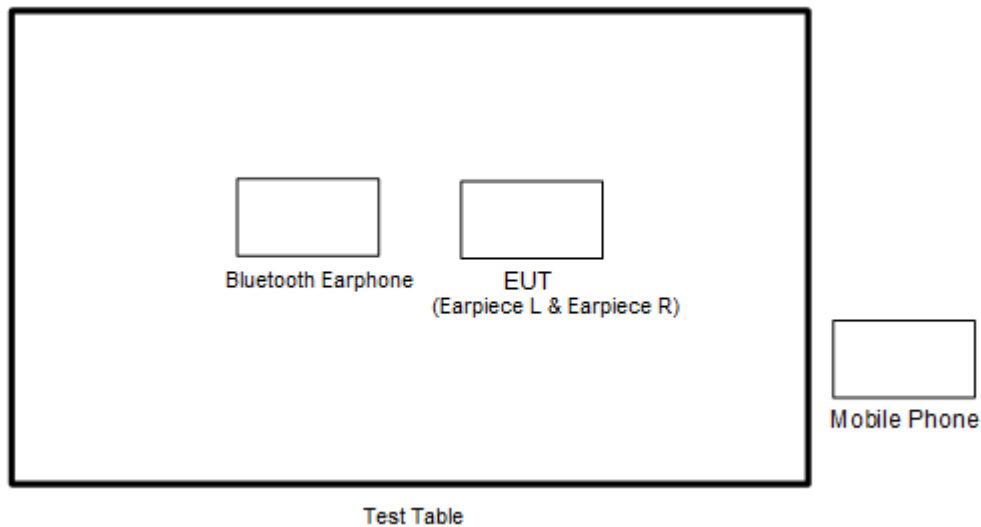 Bluetooth Earphone
EUT
(Earpiece L & Earpiece R)
Mobile Phone
Test Table